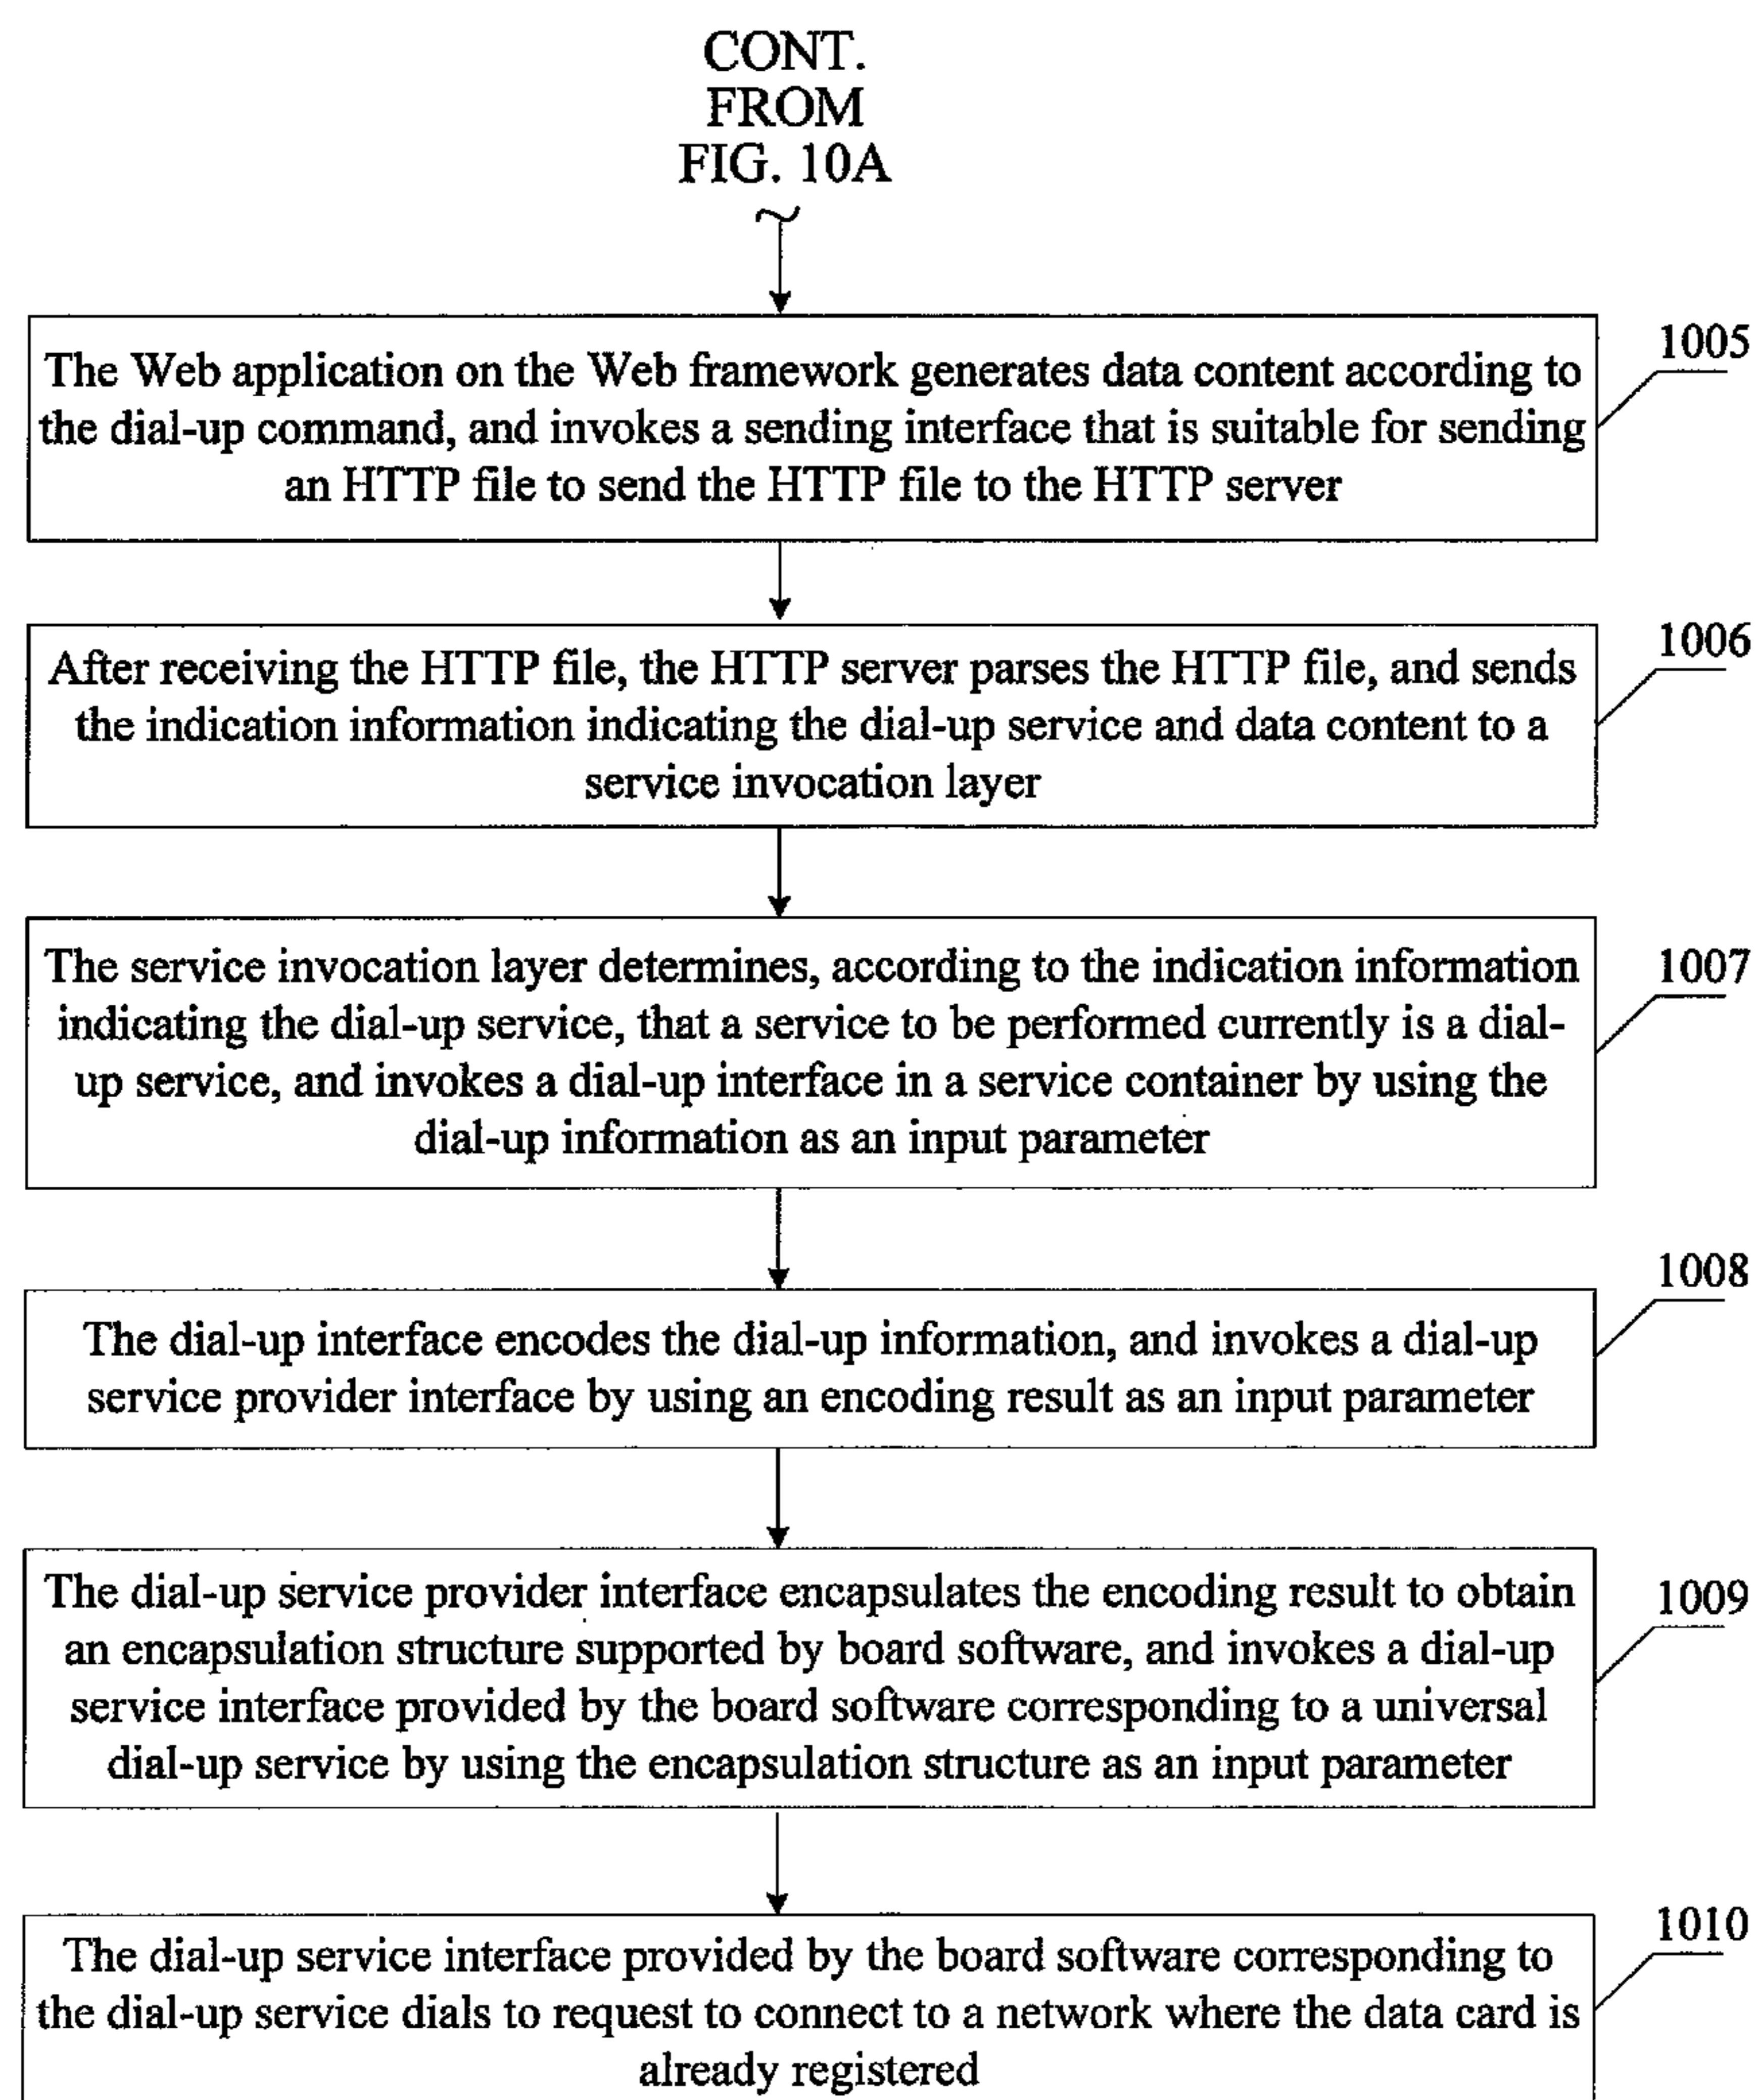 CONT.
FROM
FIG. 10A
1005
The Web application on the Web framework generates data content according to
the dial-up command, and invokes a sending interface that is suitable for sending
an HTTP file to send the HTTP file to the HTTP server
1006
After receiving the HTTP file, the HTTP server parses the HTTP file, and sends
the indication information indicating the dial-up service and data content to a
service invocation layer
1007
The service invocation layer determines, according to the indication information
indicating the dial-up service, that a service to be performed currently is a dial-
up service, and invokes a dial-up interface in a service container by using the
dial-up information as an input parameter
1008
The dial-up interface encodes the dial-up information, and invokes a dial-up
service provider interface by using an encoding result as an input parameter
1009
The dial-up service provider interface encapsulates the encoding result to obtain
an encapsulation structure supported by board software, and invokes a dial-up
service interface provided by the board software corresponding to a universal
dial-up service by using the encapsulation structure as an input parameter
1010
The dial-up service interface provided by the board software corresponding to
the dial-up service dials to request to connect to a network where the data card is
already registered